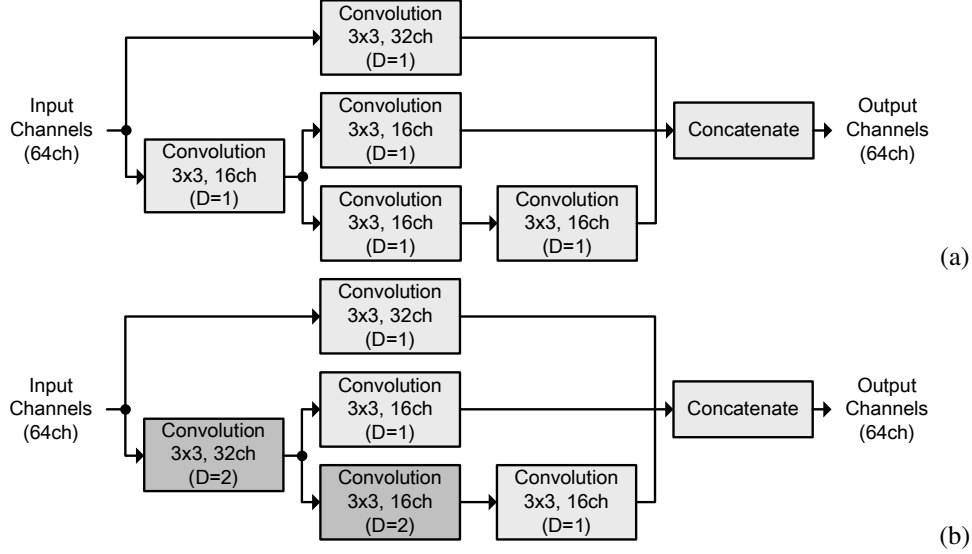 Convolution
3x3, 32ch
(D=1)
Input
Channels
(64ch)
Convolution
3x3, 16ch
(D=1)
Convolution
3x3, 16ch
(D=1)
Convolution
3x3, 16ch
(D=1)
Convolution
3x3, 16ch
(D=1)
Concatenate
Output
Channels
(64ch)
(a)
Convolution
3x3, 32ch
(D=1)
Input
Channels
(64ch)
Convolution
3x3, 32ch
(D=2)
Convolution
3x3, 16ch
(D=1)
Convolution
3x3, 16ch
(D=2)
Convolution
3x3, 16ch
(D=1)
Concatenate
Output
Channels
(64ch)
(b)